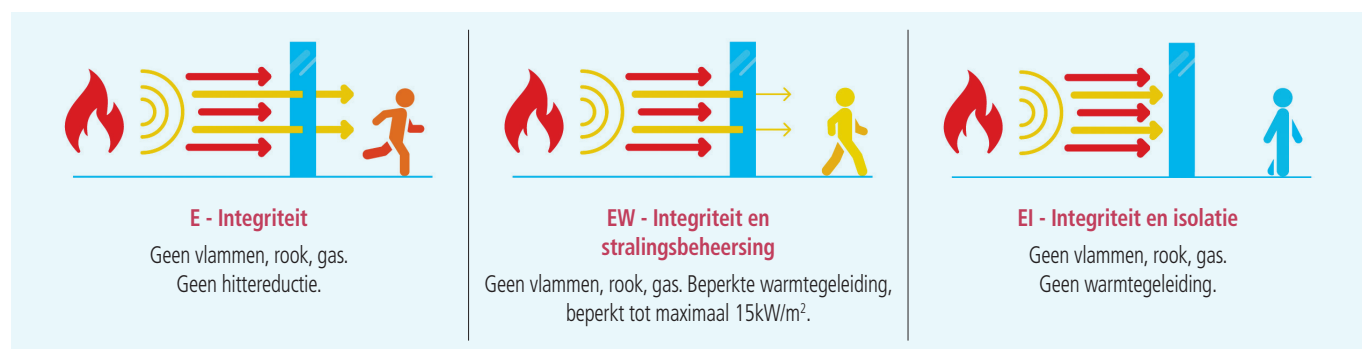 E - Integriteit
Geen vlammen, rook, gas.
Geen hittereductie.
EW - Integriteit en
stralingsbeheersing
Geen vlammen, rook, gas. Beperkte warmtegeleiding,
beperkt tot maximaal 15kW/m².
EI - Integriteit en isolatie
Geen vlammen, rook, gas.
Geen warmtegeleiding.